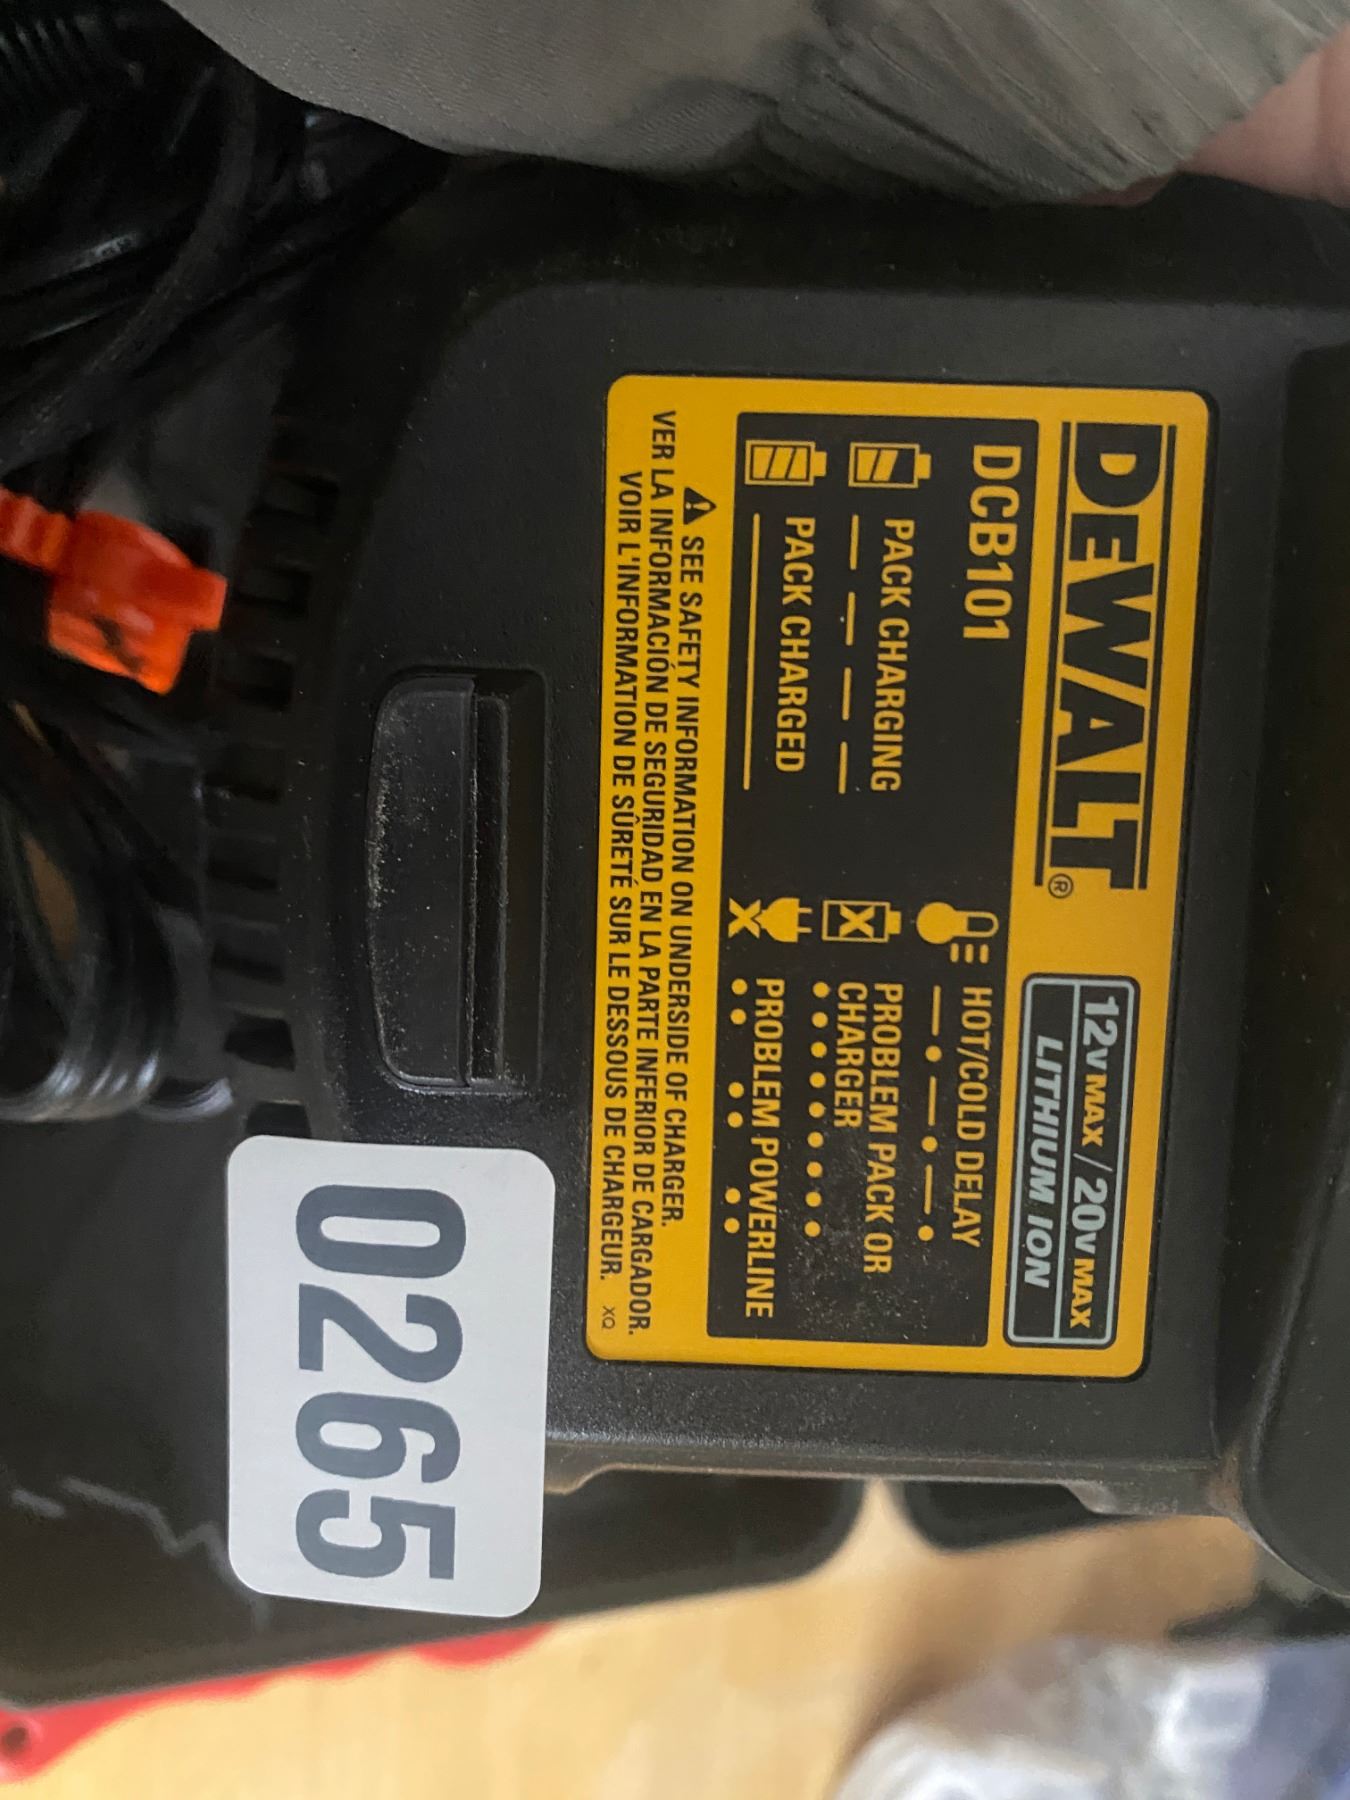 DEWALT®
12V MAX / 20V MAX
LITHIUM ION
DCB101
PACK CHARGING
PACK CHARGED
HOT/COLD DELAY
PROBLEM PACK OR
CHARGER
PROBLEM POWERLINE
SEE SAFETY INFORMATION ON UNDERSIDE OF CHARGER.
VER LA INFORMACIÓN DE SEGURIDAD EN LA PARTE INFERIOR DE CARGADOR.
VOIR L'INFORMATION DE SÛRETÉ SUR LE DESSOUS DE CHARGEUR. XQ
0265